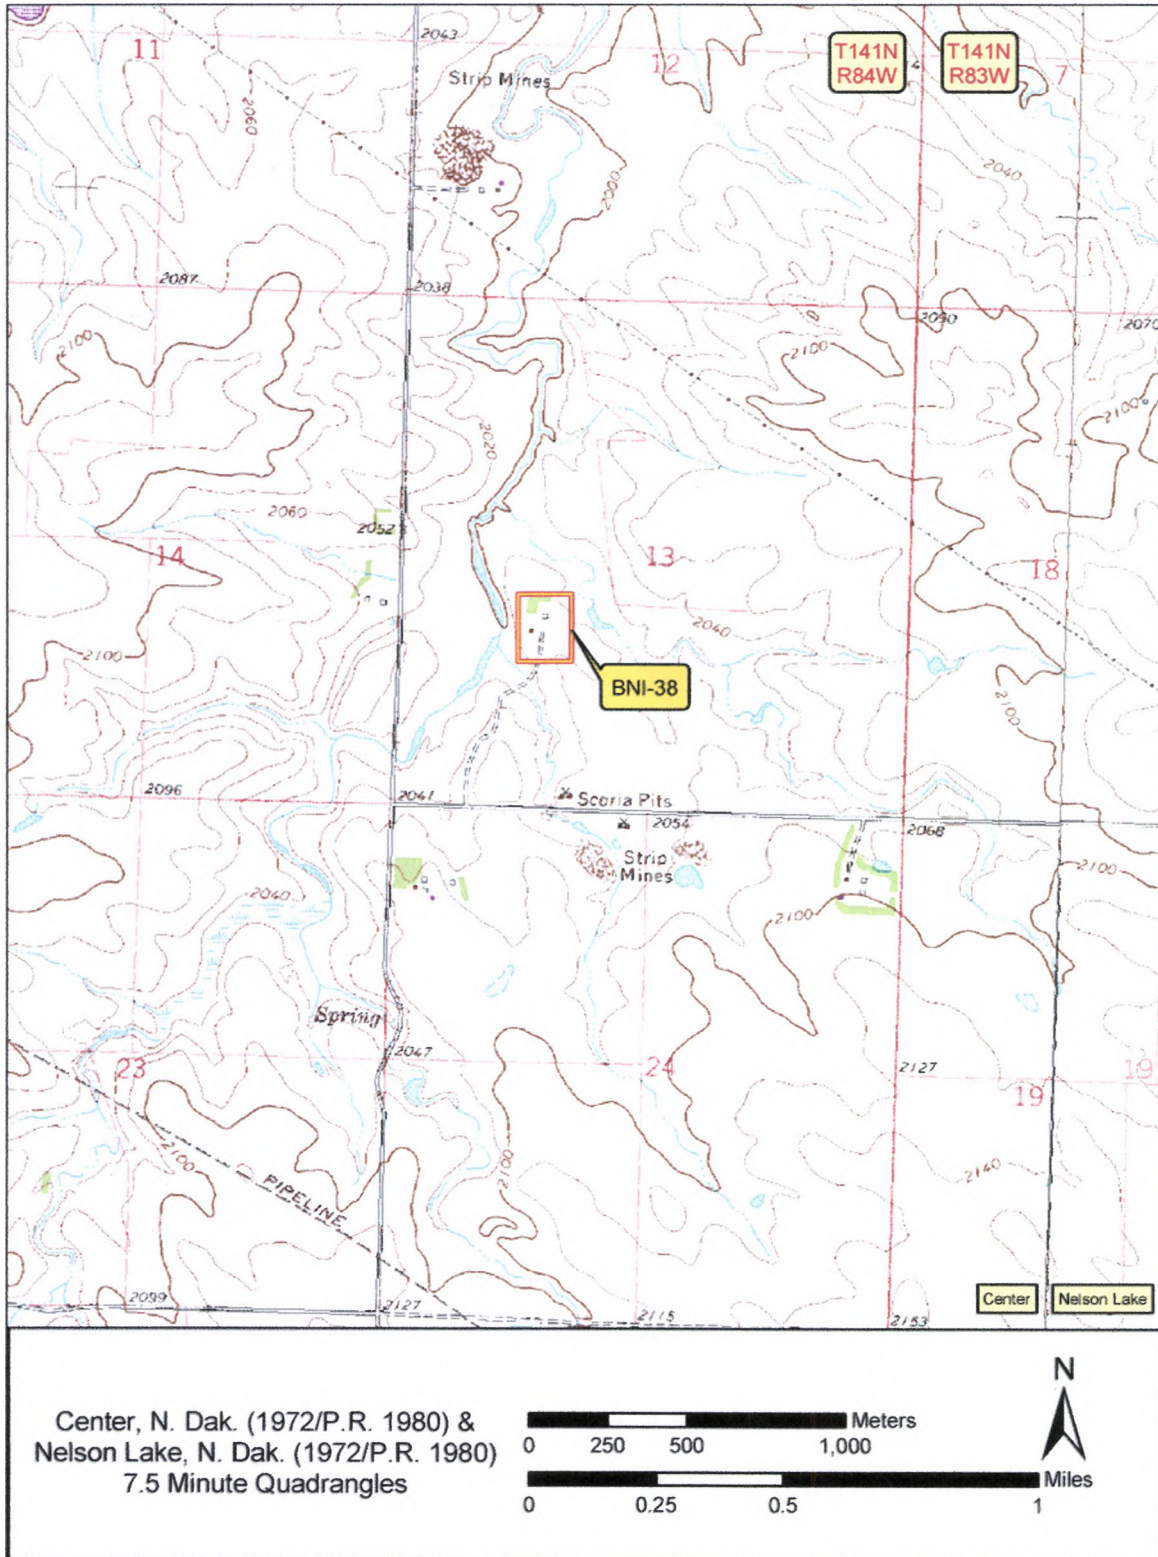 11
2043
12
T141N
R84W
T141N
R83W
7
Strip Mines
2060
2040
2000
2087
2038
2090
2070
2100
2100
2100
2020
2060
2052
14
13
18
2040
2100
BNI-38
2100
2096
2041
Scoria Pits
2054
2068
Strip
Mines
2100
2040
2100
Spring
2047
23
24
2127
19
19
2100
2100
2140
PIPELINE
2099
2127
2115
2153
Center
Nelson Lake
N
Center, N. Dak. (1972/P.R. 1980) &
Nelson Lake, N. Dak. (1972/P.R. 1980)
7.5 Minute Quadrangles
Meters
0 250 500 1,000
Miles
0 0.25 0.5 1